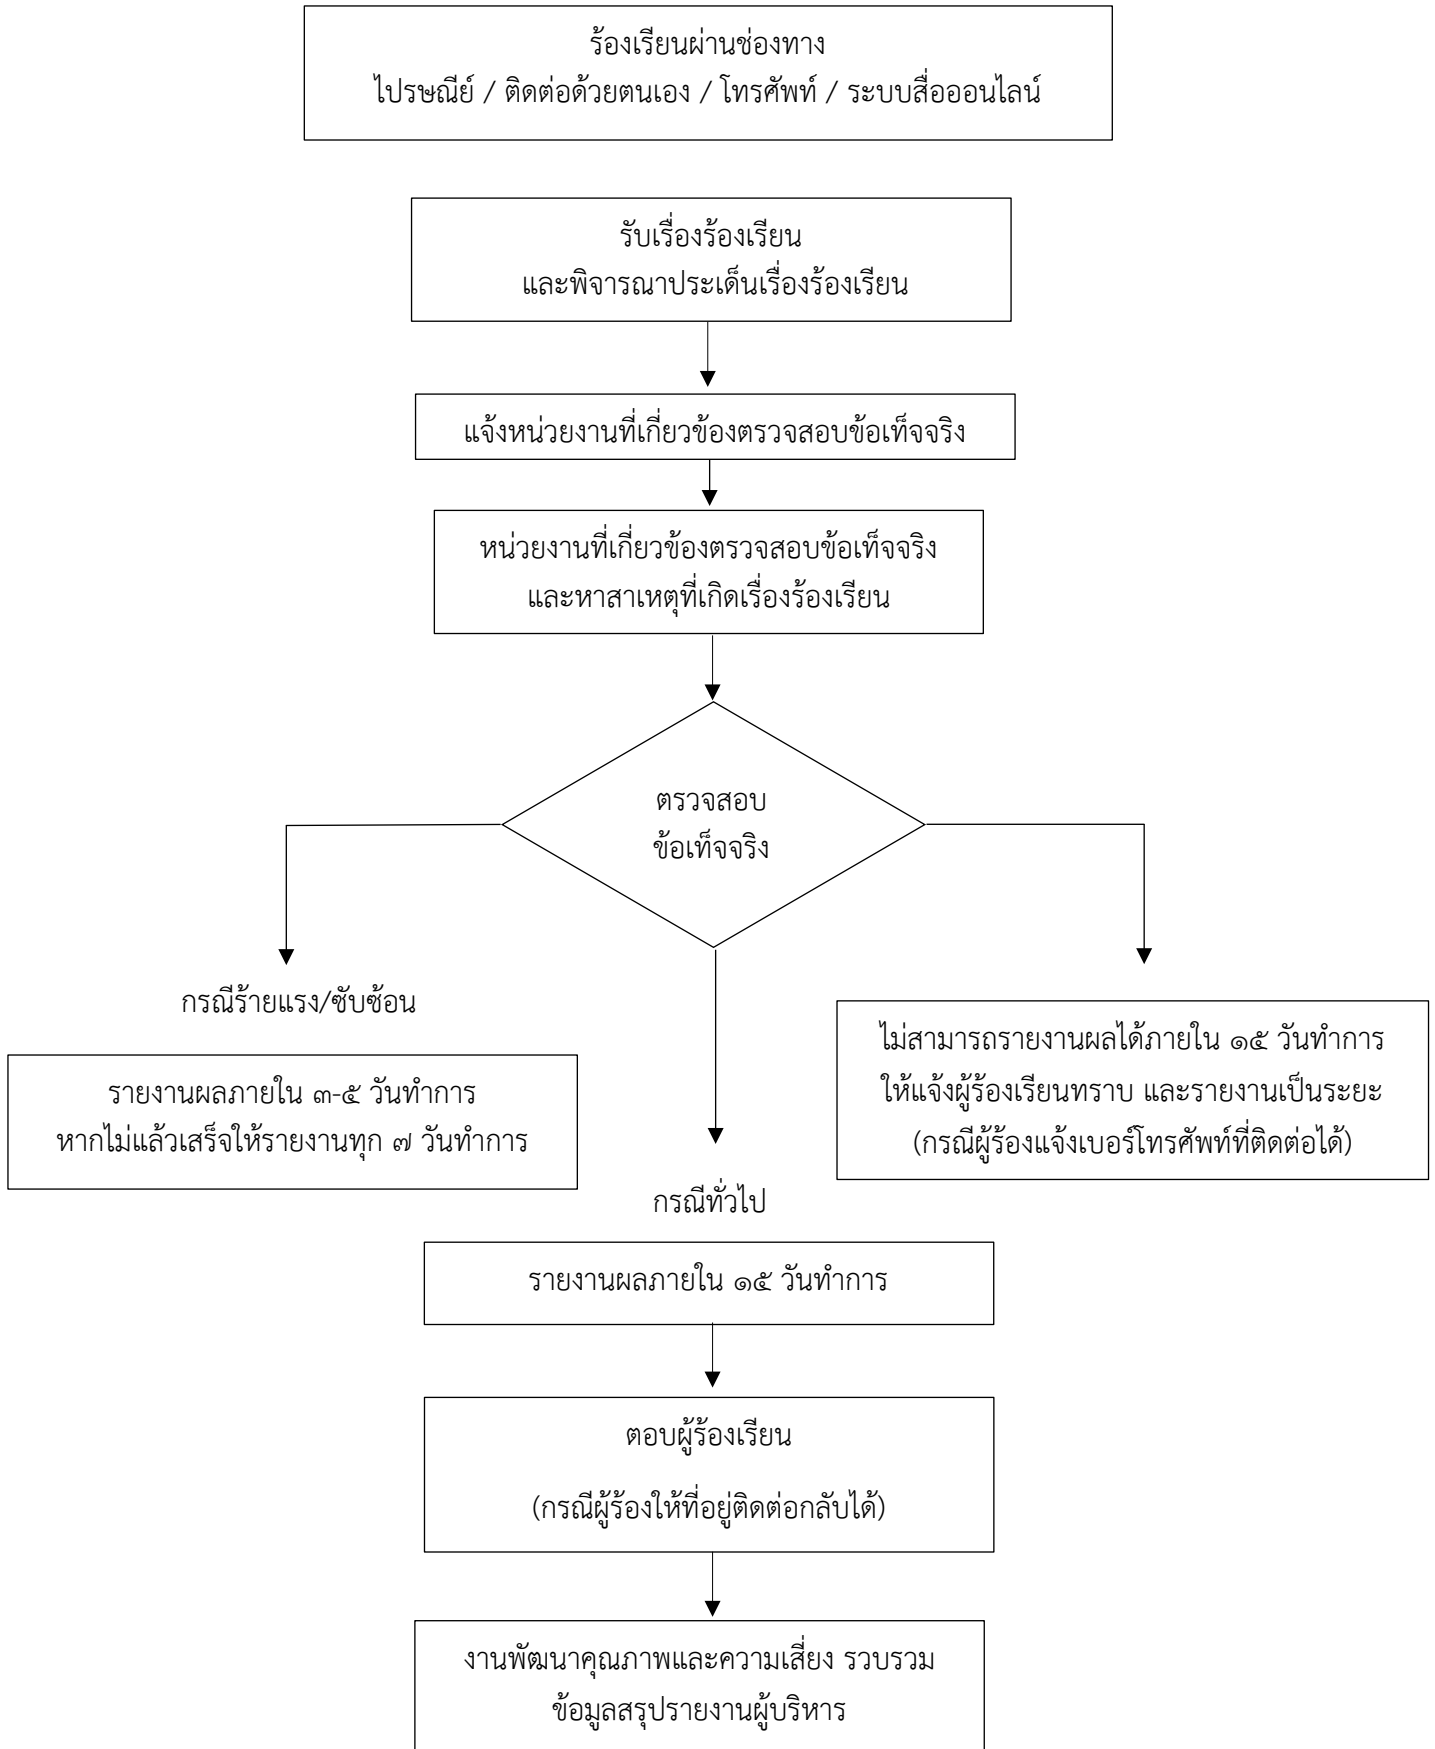 ร้องเรียนผ่านช่องทาง
ไปรษณีย์ / ติดต่อด้วยตนเอง / โทรศัพท์ / ระบบสื่อออนไลน์
รับเรื่องร้องเรียน
และพิจารณาประเด็นเรื่องร้องเรียน
แจ้งหน่วยงานที่เกี่ยวข้องตรวจสอบข้อเท็จจริง
หน่วยงานที่เกี่ยวข้องตรวจสอบข้อเท็จจริง
และหาสาเหตุที่เกิดเรื่องร้องเรียน
ตรวจสอบ
ข้อเท็จจริง
กรณีร้ายแรง/ซับซ้อน
รายงานผลภายใน ๓-๕ วันทำการ
หากไม่แล้วเสร็จให้รายงานทุก ๗ วันทำการ
ไม่สามารถรายงานผลได้ภายใน ๑๕ วันทำการ
ให้แจ้งผู้ร้องเรียนทราบ และรายงานเป็นระยะ
(กรณีผู้ร้องแจ้งเบอร์โทรศัพท์ที่ติดต่อได้)
กรณีทั่วไป
รายงานผลภายใน ๑๕ วันทำการ
ตอบผู้ร้องเรียน
(กรณีผู้ร้องให้ที่อยู่ติดต่อกลับได้)
งานพัฒนาคุณภาพและความเสี่ยง รวบรวม
ข้อมูลสรุปรายงานผู้บริหาร